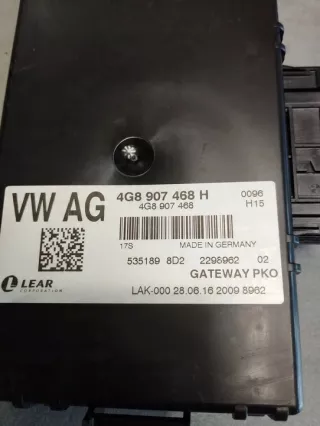 VW AG
4G8 907 468 H 0096
4G8 907 468 H15
17S MADE IN GERMANY
535189 8D2 2298962 02
GATEWAY PKO
LEAR
CORPORATION
LAK-000 28.06.16 2009 8962